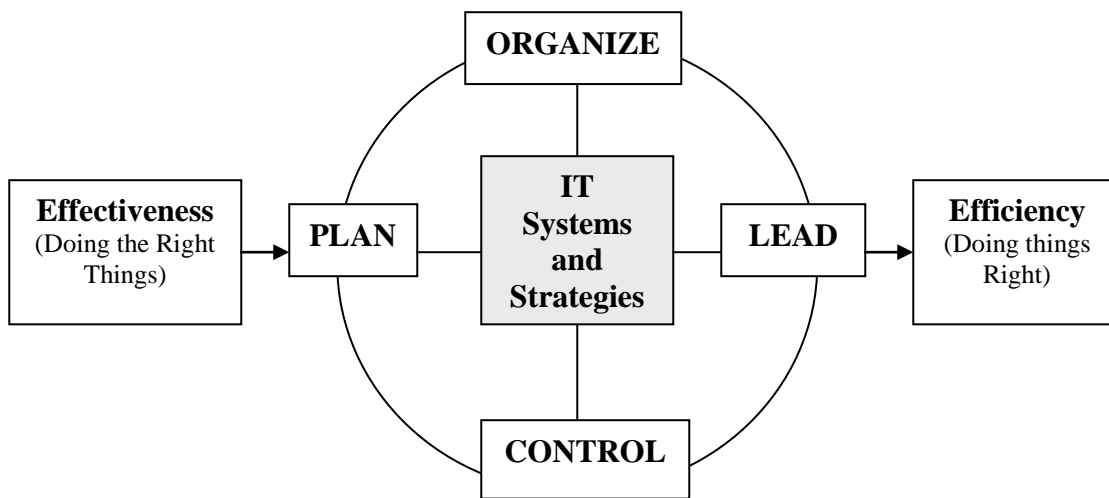 ORGANIZE
Effectiveness
(Doing the Right
Things)
PLAN
IT
Systems
and
Strategies
LEAD
Efficiency
(Doing things
Right)
CONTROL